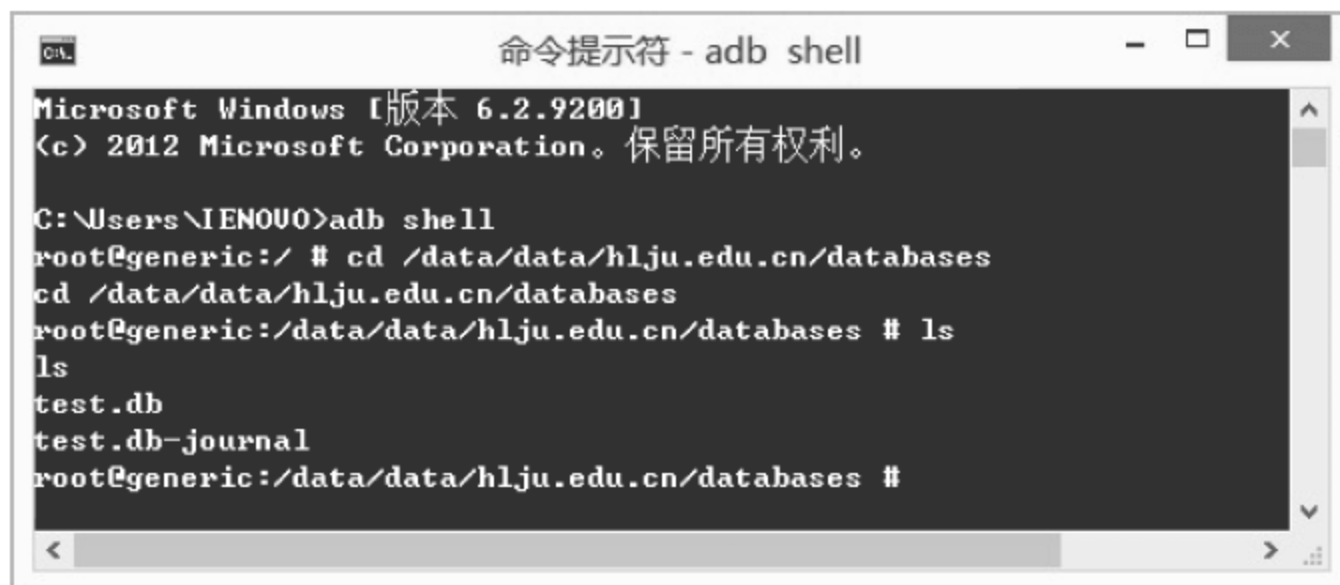 命令提示符 - adb shell
Microsoft Windows [版本 6.2.9200]
(c) 2012 Microsoft Corporation。保留所有权利。
C:\Users\IENOVO>adb shell
root@generic:/ # cd /data/data/hlju.edu.cn/databases
cd /data/data/hlju.edu.cn/databases
root@generic:/data/data/hlju.edu.cn/databases # ls
ls
test.db
test.db-journal
root@generic:/data/data/hlju.edu.cn/databases #